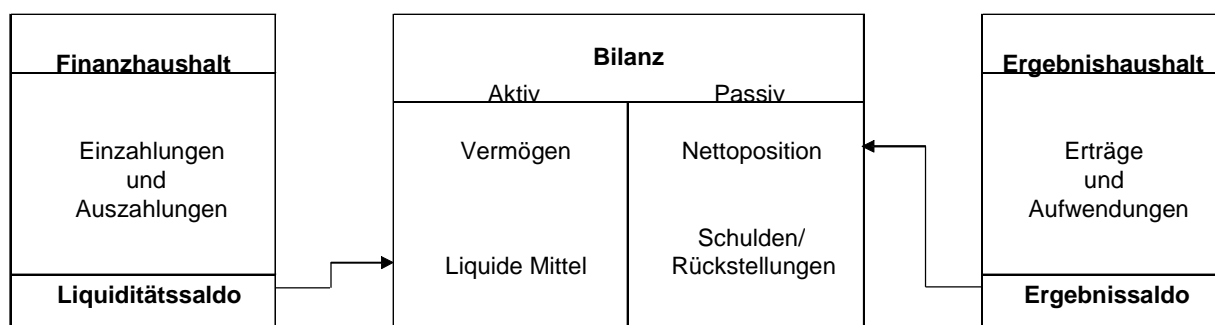 Finanzhaushalt
Einzahlungen
und
Auszahlungen
Liquiditätssaldo
Bilanz
Aktiv
Passiv
Vermögen
Nettoposition
Liquide Mittel
Schulden/
Rückstellungen
Ergebnishaushalt
Erträge
und
Aufwendungen
Ergebnissaldo